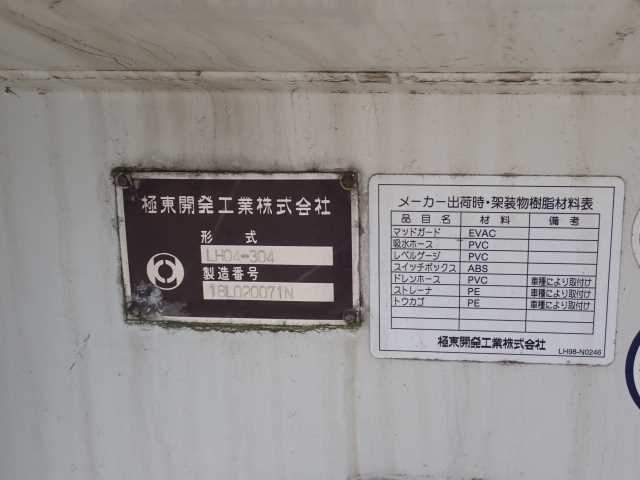 極東開発工業株式会社
形式
LH04-304
製造番号
18L020071N
メーカー出荷時・架装物樹脂材料表
品目名 材料 備考
マッドガード EVAC
吸水ホース PVC
レベルゲージ PVC
スイッチボックス ABS
ドレンホース PVC 車種により取付け
ストレーナ PE 車種により取付け
トウカゴ PE 車種により取付け
極東開発工業株式会社
LH98-N0246